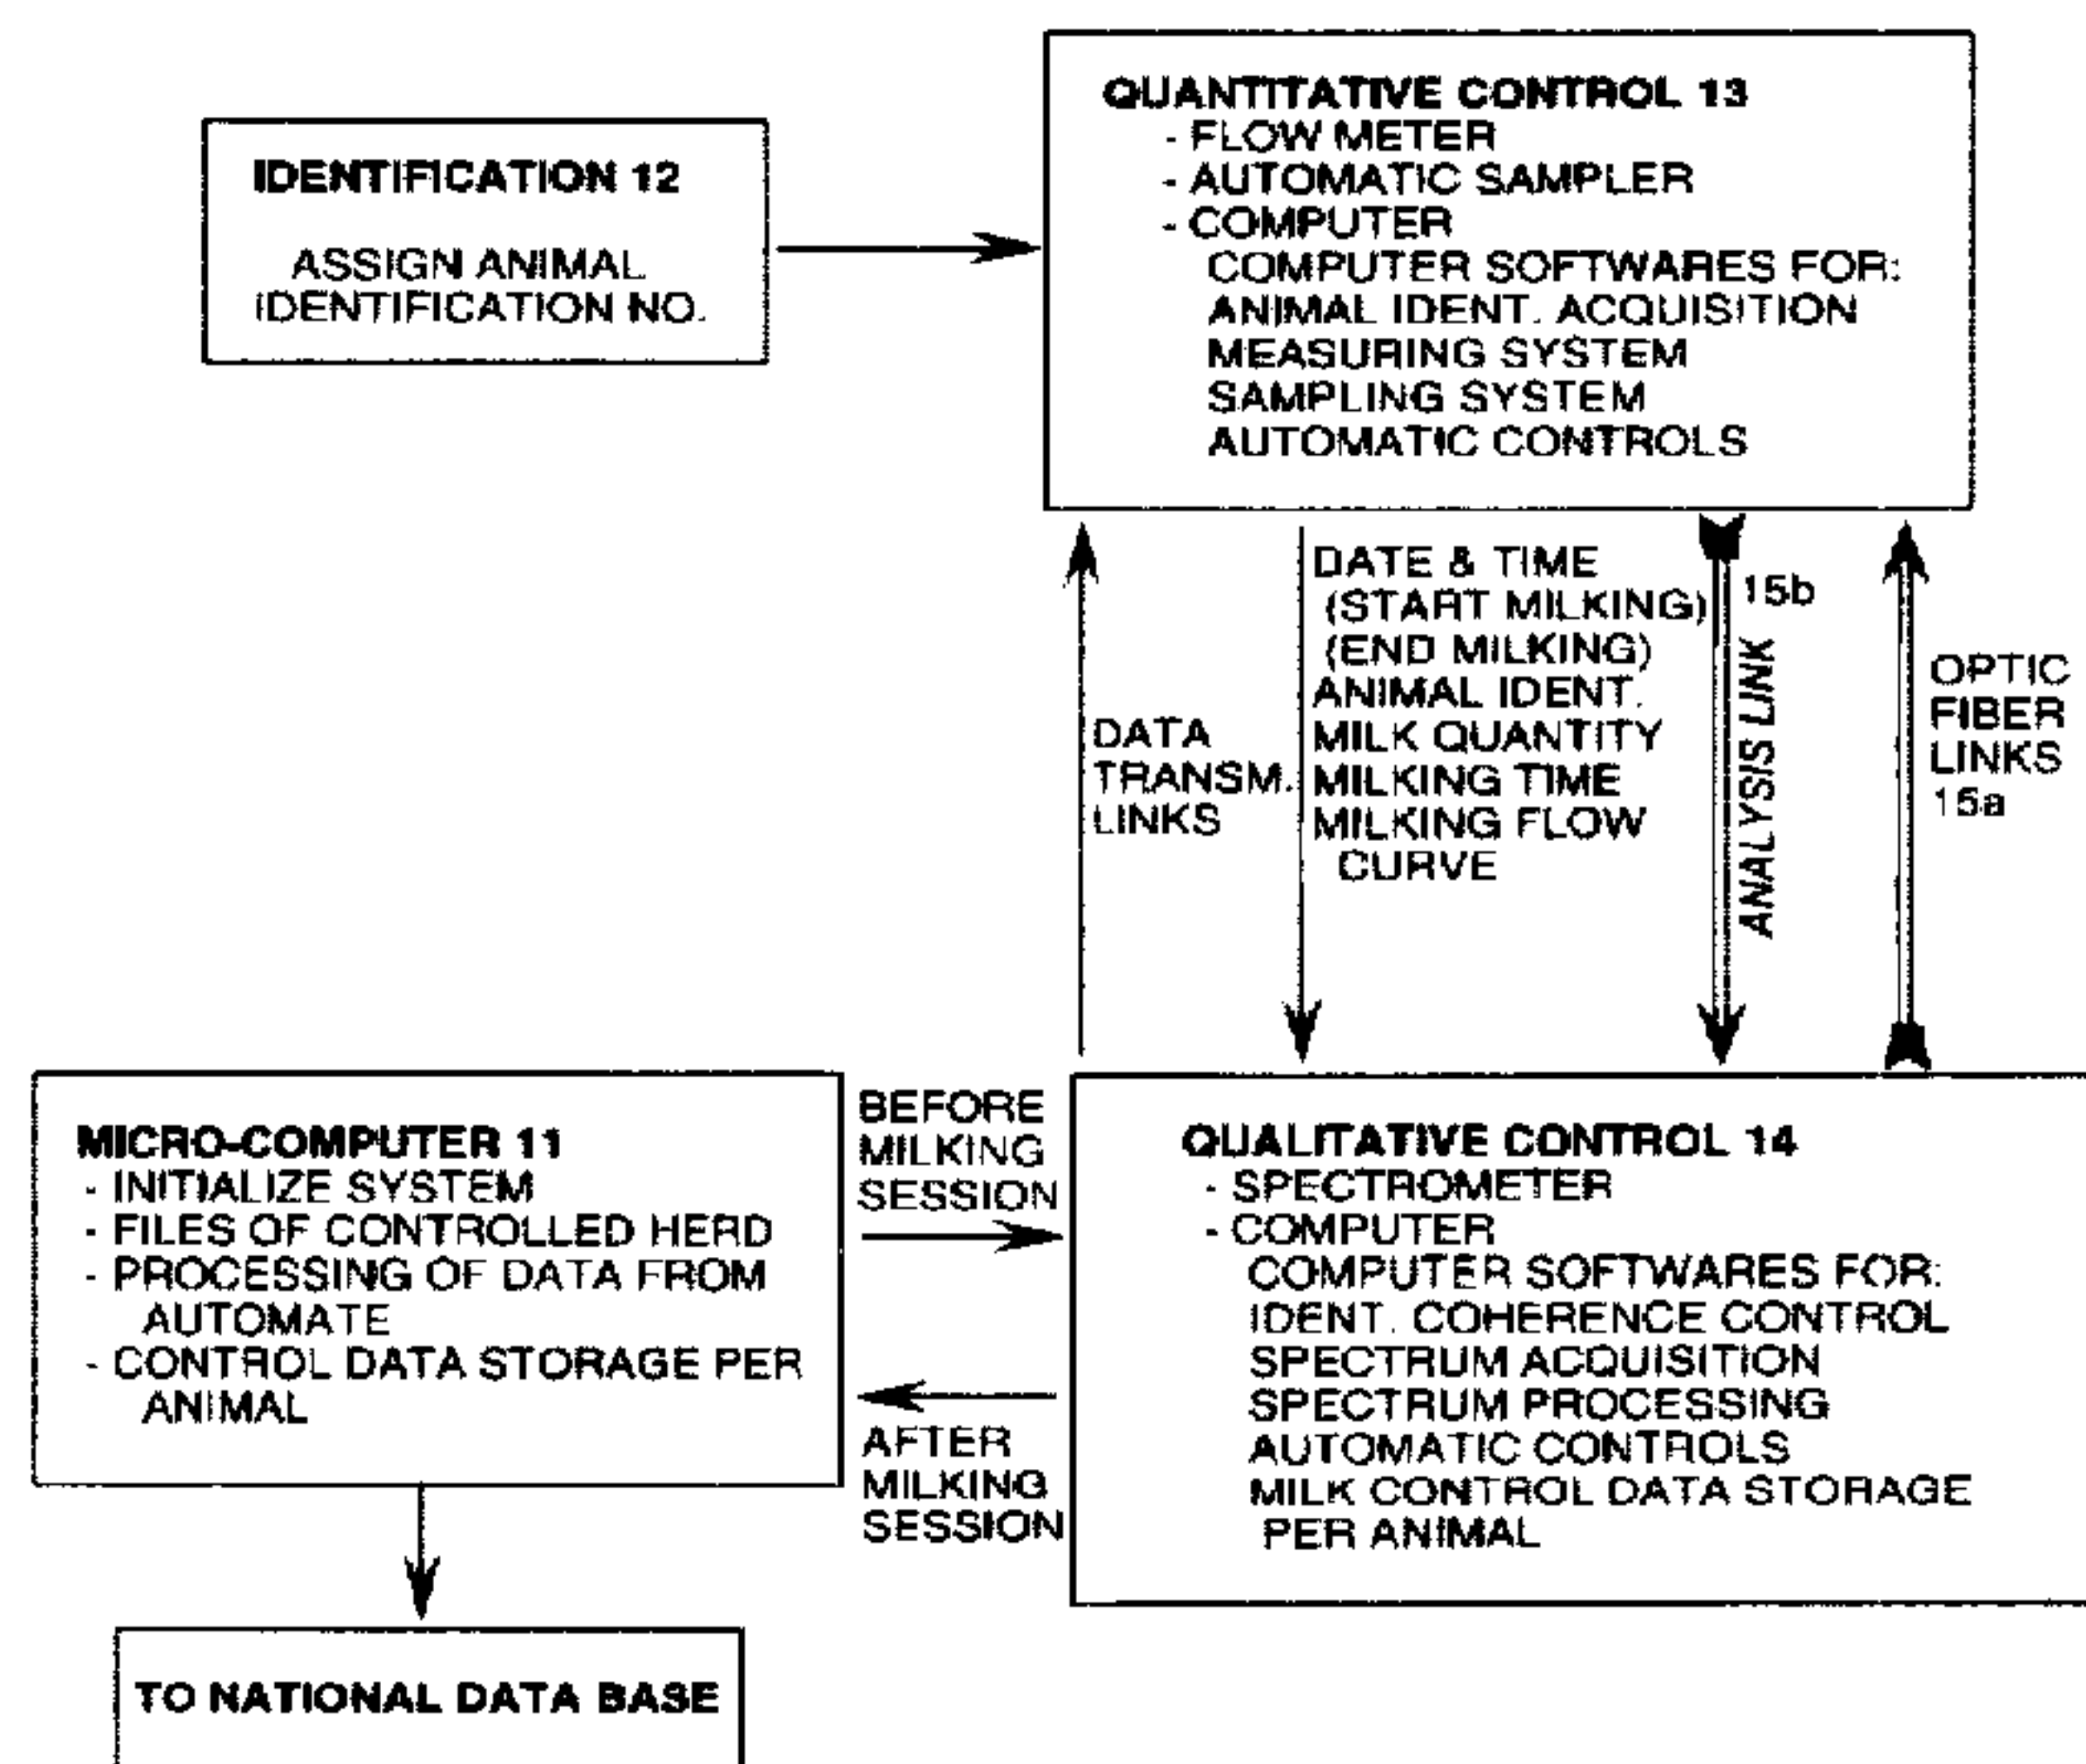 QUANTITATIVE CONTROL 13
- FLOW METER
- AUTOMATIC SAMPLER
- COMPUTER
COMPUTER SOFTWARES FOR:
ANIMAL IDENT. ACQUISITION
MEASURING SYSTEM
SAMPLING SYSTEM
AUTOMATIC CONTROLS
IDENTIFICATION 12
ASSIGN ANIMAL
IDENTIFICATION NO.
DATA
TRANSM.
LINKS
DATE & TIME
(START MILKING)
(END MILKING)
ANIMAL IDENT.
MILK QUANTITY
MILKING TIME
MILKING FLOW
CURVE
15b
ANALYSIS LINK
OPTIC
FIBER
LINKS
15a
MICRO-COMPUTER 11
- INITIALIZE SYSTEM
- FILES OF CONTROLLED HERD
- PROCESSING OF DATA FROM
AUTOMATE
- CONTROL DATA STORAGE PER
ANIMAL
BEFORE
MILKING
SESSION
AFTER
MILKING
SESSION
QUALITATIVE CONTROL 14
- SPECTROMETER
- COMPUTER
COMPUTER SOFTWARES FOR:
IDENT. COHERENCE CONTROL
SPECTRUM ACQUISITION
SPECTRUM PROCESSING
AUTOMATIC CONTROLS
MILK CONTROL DATA STORAGE
PER ANIMAL
TO NATIONAL DATA BASE